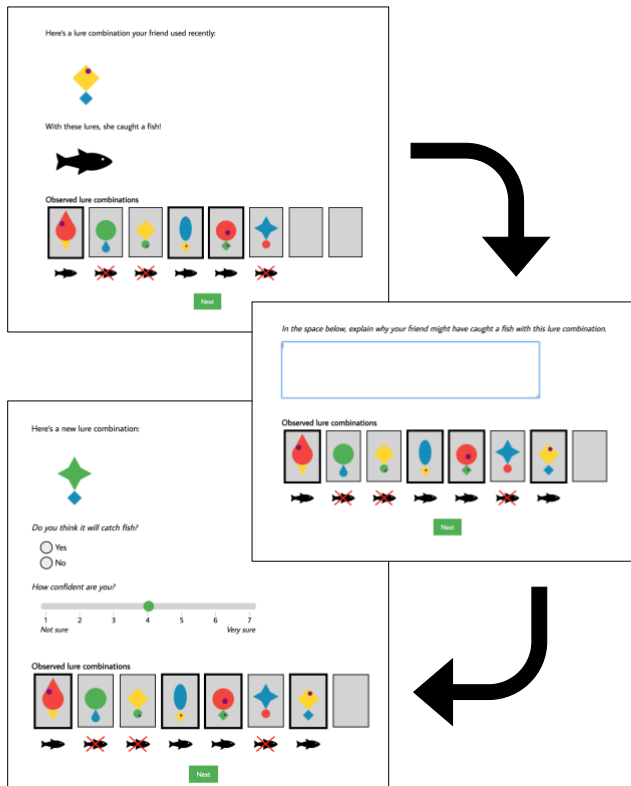 Here's a lure combination your friend used recently:
With these lures, she caught a fish!
Observed lure combinations
Next
In the space below, explain why your friend might have caught a fish with this lure combination.
Observed lure combinations
Next
Here's a new lure combination:
Do you think it will catch fish?
Yes
No
How confident are you?
1 2 3 4 5 6 7
Not sure Very sure
Observed lure combinations
Next